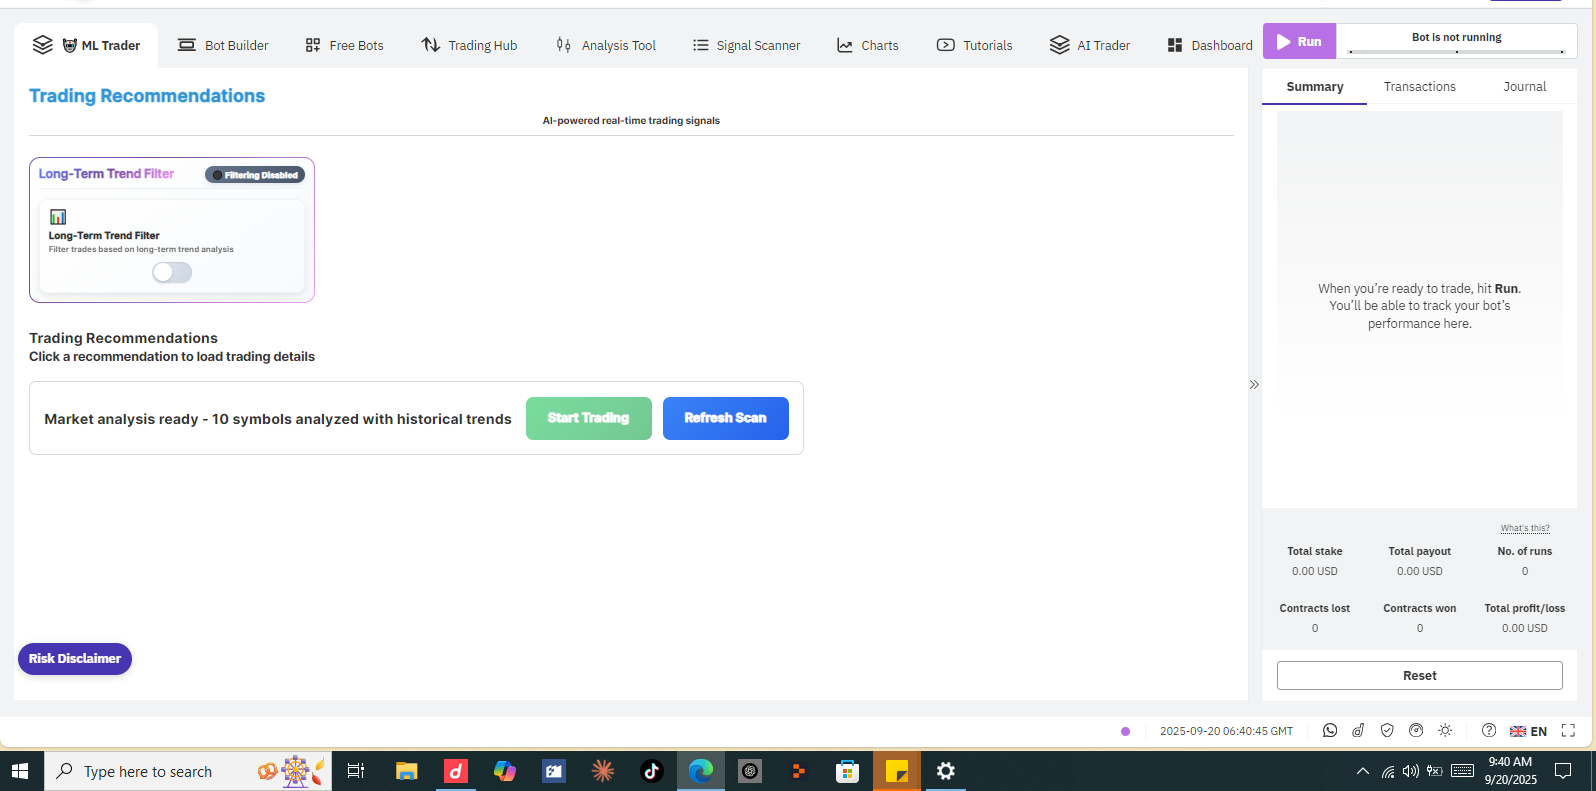 ML Trader
Bot Builder
Free Bots
Trading Hub
Analysis Tool
Signal Scanner
Charts
Tutorials
AI Trader
Dashboard
Run
Bot is not running
Trading Recommendations
AI-powered real-time trading signals
Long-Term Trend Filter
Filtering Disabled
Long-Term Trend Filter
Filter trades based on long-term trend analysis
Trading Recommendations
Click a recommendation to load trading details
Market analysis ready - 10 symbols analyzed with historical trends
Start Trading
Refresh Scan
Risk Disclaimer
Summary
Transactions
Journal
When you’re ready to trade, hit Run.
You’ll be able to track your bot’s
performance here.
What's this?
Total stake
Total payout
No. of runs
0.00 USD
0.00 USD
0
Contracts lost
Contracts won
Total profit/loss
0
0
0.00 USD
Reset
2025-09-20 06:40:45 GMT
EN
Type here to search
9:40 AM
9/20/2025